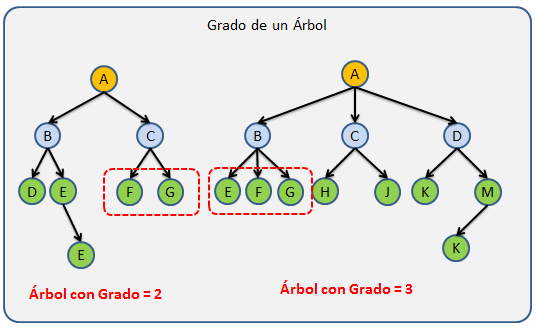 Grado de un Árbol
A
B C
D E F G
E
Árbol con Grado = 2
A
B C D
E F G H J K M
K
Árbol con Grado = 3